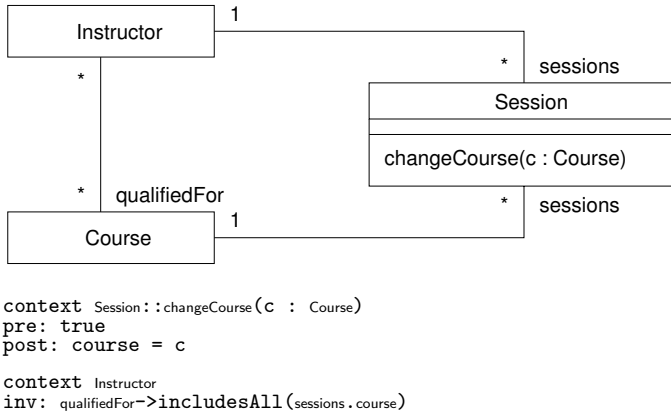 1
Instructor
*
* sessions
Session
changeCourse(c : Course)
* qualifiedFor
* sessions
1
Course
context Session::changeCourse(c : Course)
pre: true
post: course = c
context Instructor
inv: qualifiedFor->includesAll(sessions.course)